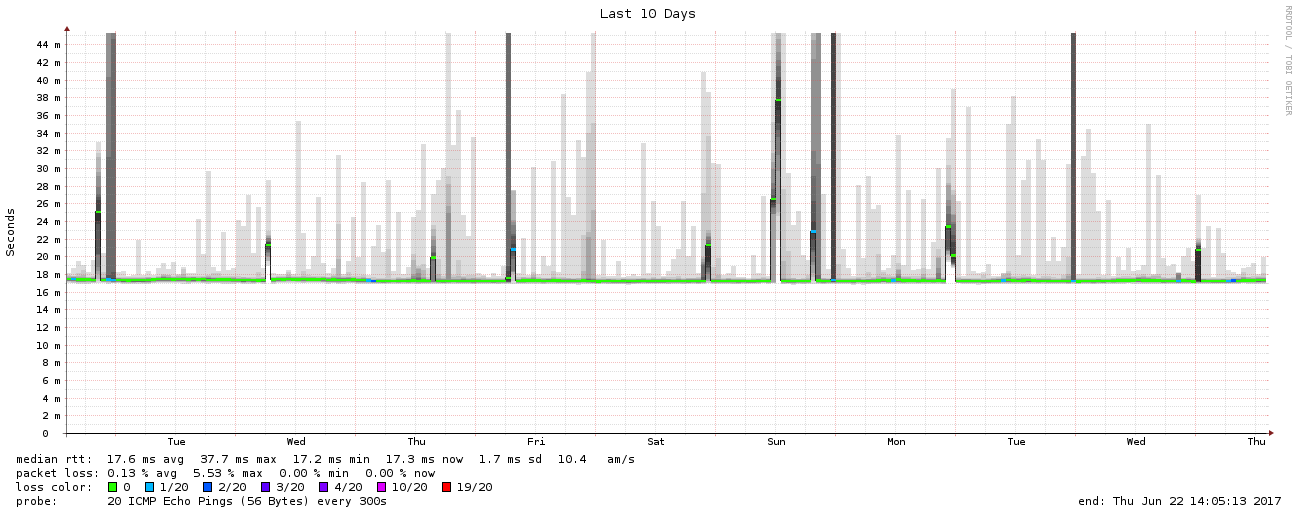 Last 10 Days
RRDTOOL / TOBI OETIKER
Seconds
44 m
42 m
40 m
38 m
36 m
34 m
32 m
30 m
28 m
26 m
24 m
22 m
20 m
18 m
16 m
14 m
12 m
10 m
8 m
6 m
4 m
2 m
0
Tue Wed Thu Fri Sat Sun Mon Tue Wed Thu
median rtt: 17.6 ms avg 37.7 ms max 17.2 ms min 17.3 ms now 1.7 ms sd 10.4 am/s
packet loss: 0.13 % avg 5.53 % max 0.00 % min 0.00 % now
loss color: 0 1/20 2/20 3/20 4/20 10/20 19/20
probe: 20 ICMP Echo Pings (56 Bytes) every 300s end: Thu Jun 22 14:05:13 2017